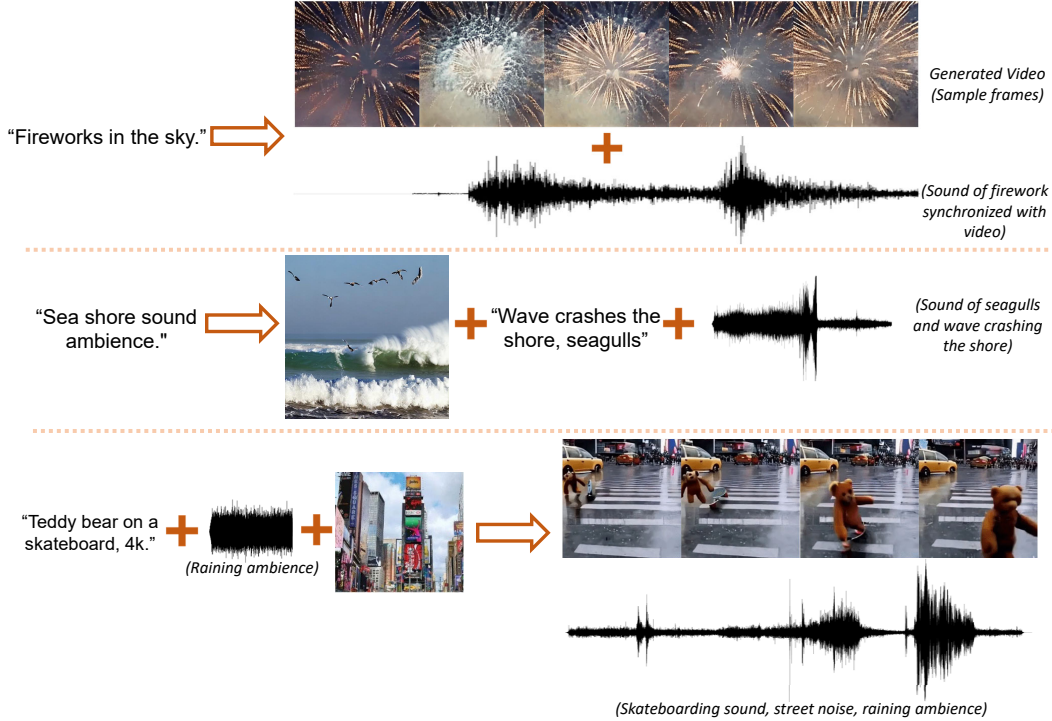 Generated Video
(Sample frames)
“Fireworks in the sky.”
(Sound of firework
synchronized with
video)
“Sea shore sound
ambience."
“Wave crashes the
shore, seagulls”
(Sound of seagulls
and wave crashing
the shore)
“Teddy bear on a
skateboard, 4k.”
(Raining ambience)
(Skateboarding sound, street noise, raining ambience)